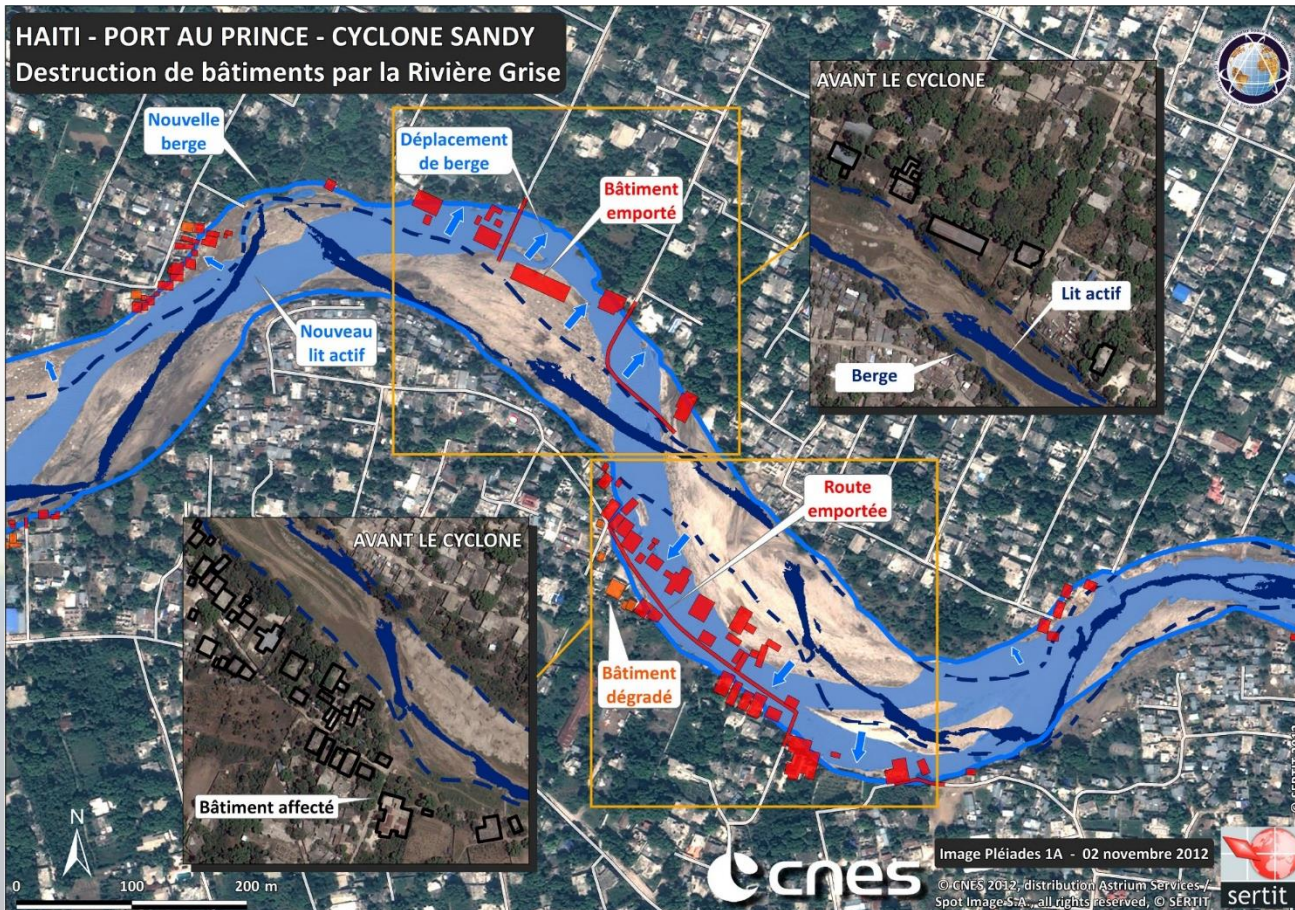 HAITI - PORT AU PRINCE - CYCLONE SANDY
Destruction de bâtiments par la Rivière Grise
AVANT LE CYCLONE
Nouvelle
berge
Déplacement
de berge
Bâtiment
emporté
Lit actif
Nouveau
lit actif
Berge
Route
emportée
AVANT LE CYCLONE
Bâtiment
dégradé
Bâtiment affecté
N
0 100 200 m
cnes
Image Pléiades 1A - 02 novembre 2012
© CNES 2012, distribution Astrium Services /
Spot Image S.A., all rights reserved, © SERTIT
sertit